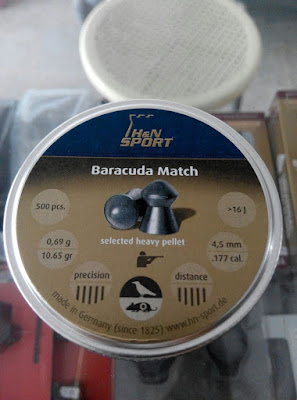 H&N
SPORT
Baracuda Match
500 pcs.
>16 J
selected heavy pellet
0,69 g
10.65 gr
4,5 mm
.177 cal.
precision
distance
made in Germany (since 1825) www.hn-sport.de